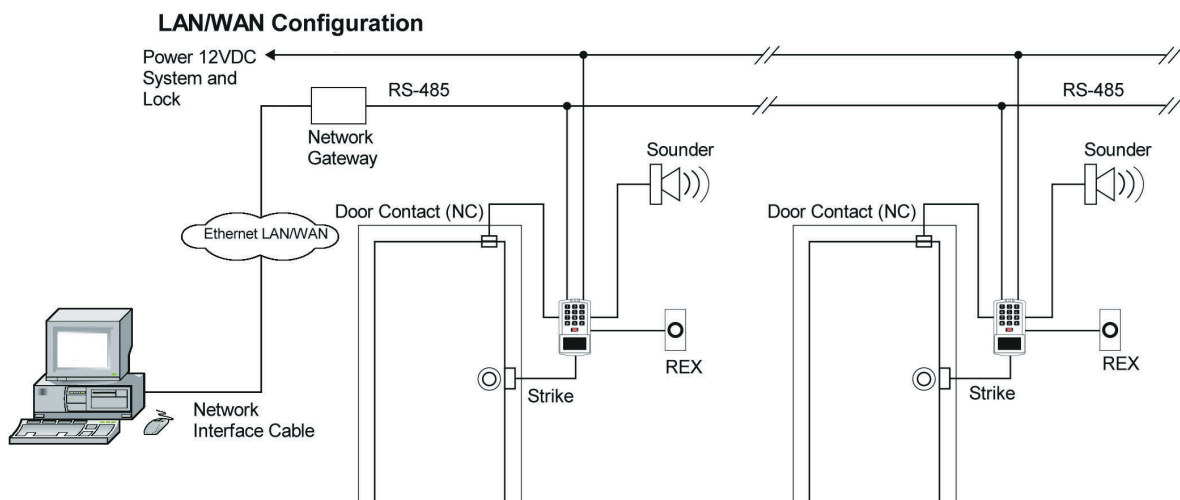 LAN/WAN Configuration
Power 12VDC
System and
Lock
RS-485
RS-485
Network
Gateway
Sounder
Sounder
Door Contact (NC)
Door Contact (NC)
Ethernet LAN/WAN
REX
REX
Strike
Strike
Network
Interface Cable